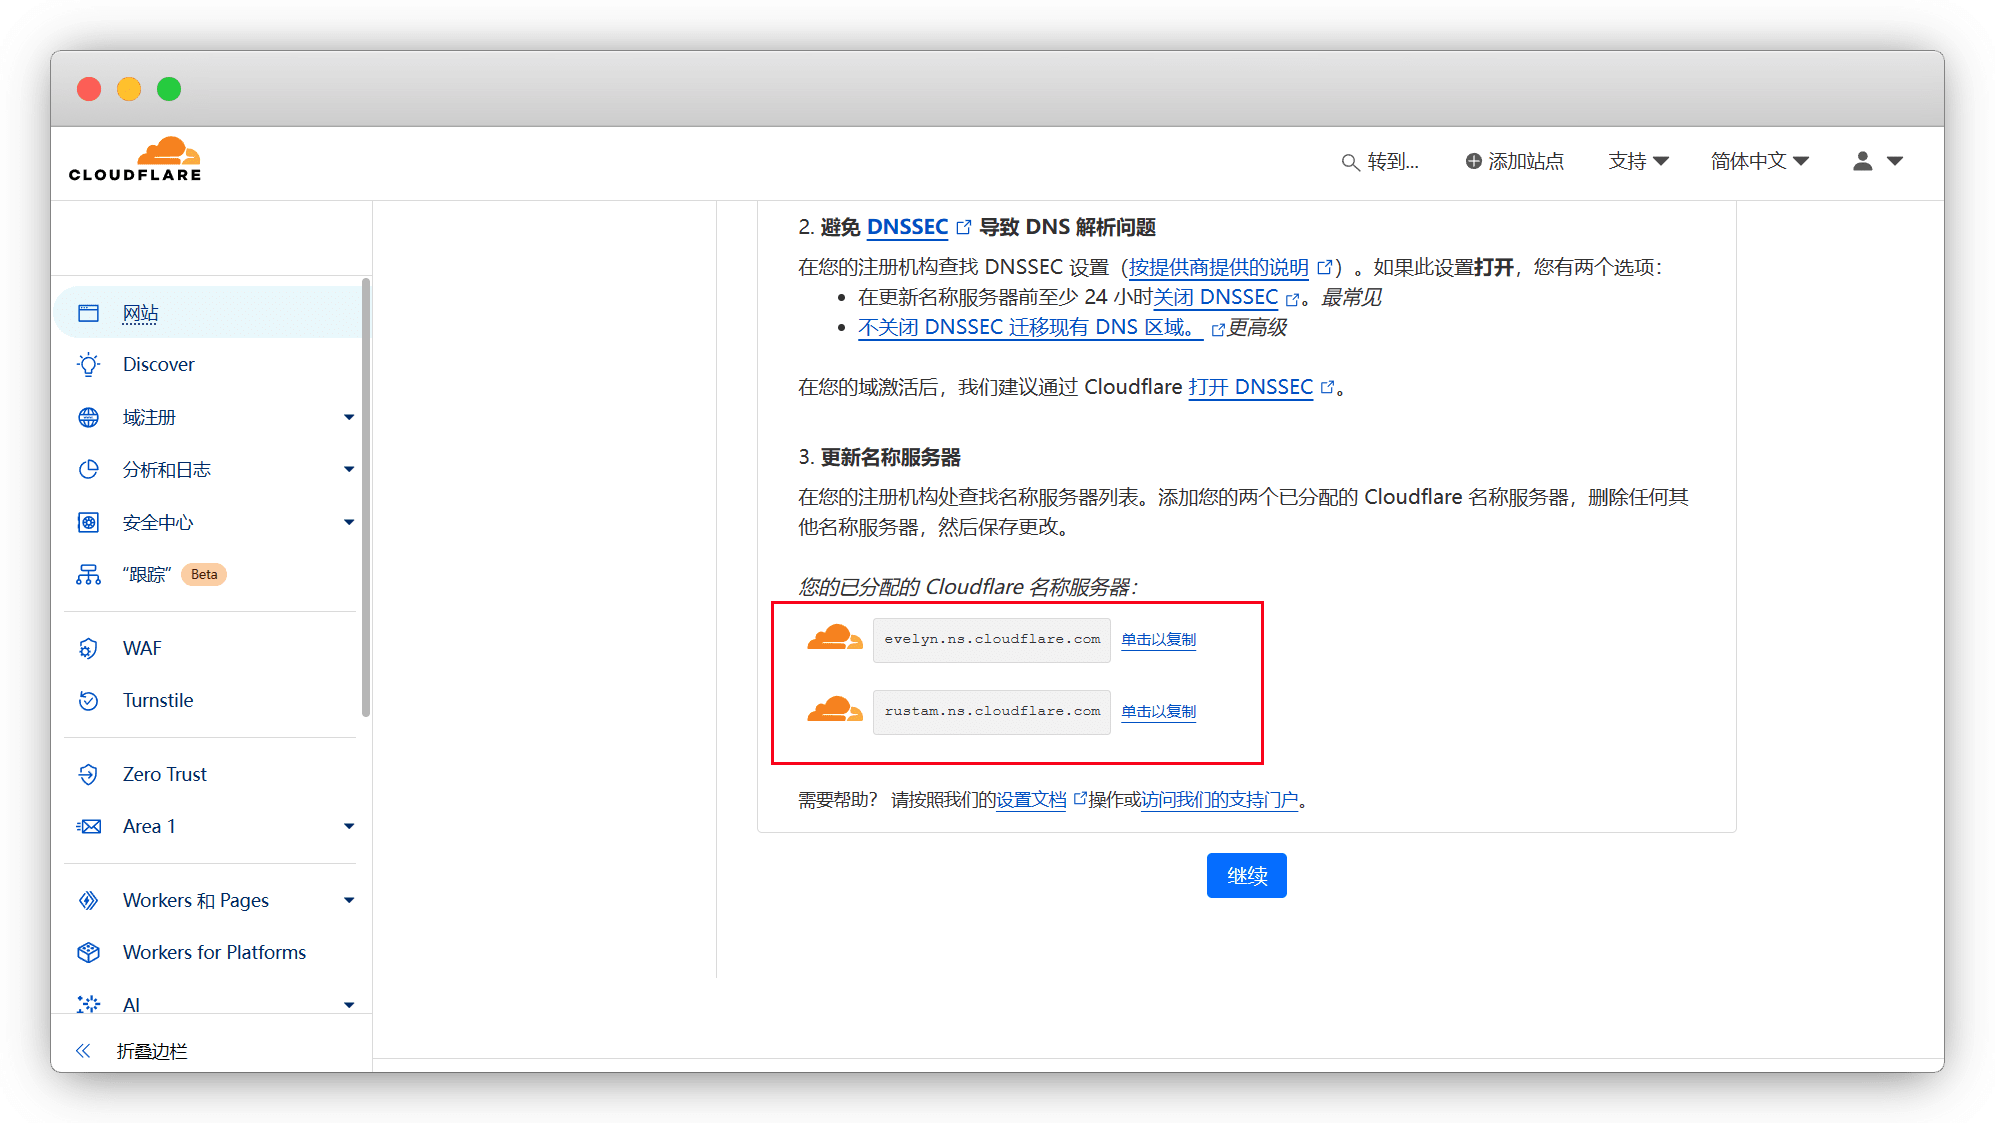 CLOUDFLARE
转到...
添加站点
支持
简体中文
网站
Discover
域注册
分析和日志
安全中心
“跟踪” Beta
WAF
Turnstile
Zero Trust
Area 1
Workers 和 Pages
Workers for Platforms
AI
折叠边栏
2. 避免 DNSSEC 导致 DNS 解析问题
在您的注册机构查找 DNSSEC 设置（按提供商提供的说明）。如果此设置打开，您有两个选项：
• 在更新名称服务器前至少 24 小时关闭 DNSSEC。最常见
• 不关闭 DNSSEC 迁移现有 DNS 区域。 更高级
在您的域激活后，我们建议通过 Cloudflare 打开 DNSSEC。
3. 更新名称服务器
在您的注册机构处查找名称服务器列表。添加您的两个已分配的 Cloudflare 名称服务器，删除任何其
他名称服务器，然后保存更改。
您的已分配的 Cloudflare 名称服务器：
evelyn.ns.cloudflare.com 单击以复制
rustam.ns.cloudflare.com 单击以复制
需要帮助？ 请按照我们的设置文档操作或访问我们的支持门户。
继续